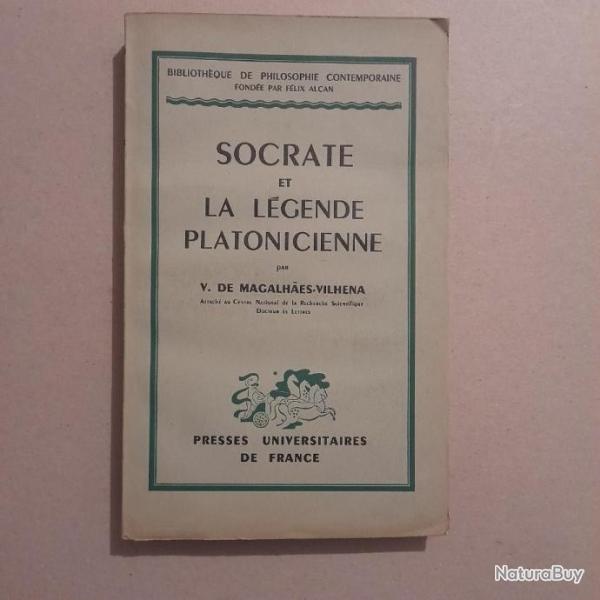 BIBLIOTHÈQUE DE PHILOSOPHIE CONTEMPORAINE
FONDÉE PAR FÉLIX ALCAN
SOCRATE
ET
LA LÉGENDE
PLATONICIENNE
PAR
V. DE MAGALHÃES-VILHENA
Attaché au Centre National de la Recherche Scientifique
Docteur ès Lettres
PRESSES UNIVERSITAIRES
DE FRANCE
NaturaBuy